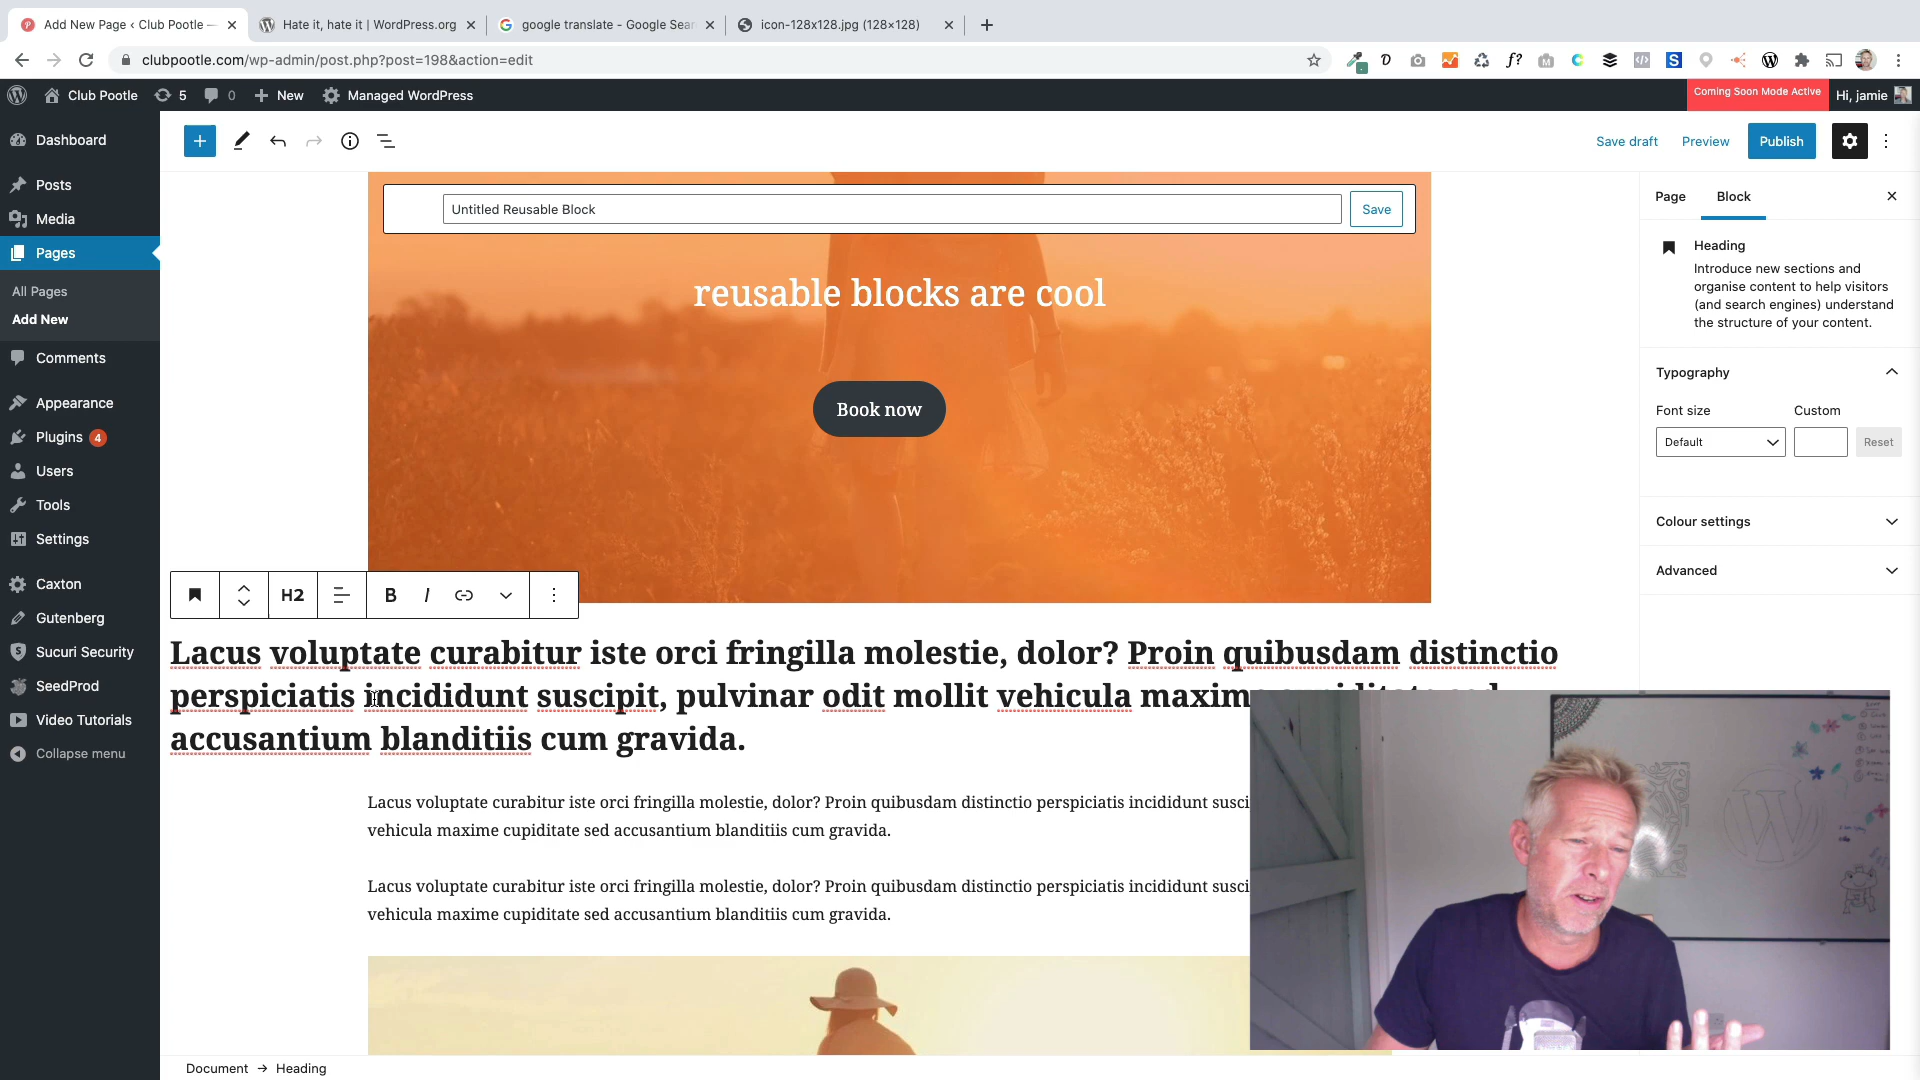 Add New Page ‹ Club Pootle —
Hate it, hate it | WordPress.org
google translate - Google Sear
icon-128x128.jpg (128×128)
clubpootle.com/wp-admin/post.php?post=198&action=edit
Club Pootle
5
0
New
Managed WordPress
Coming Soon Mode Active
Hi, jamie
Dashboard
Posts
Media
Pages
All Pages
Add New
Comments
Appearance
Plugins 4
Users
Tools
Settings
Caxton
Gutenberg
Sucuri Security
SeedProd
Video Tutorials
Collapse menu
Save draft
Preview
Publish
Untitled Reusable Block
Save
reusable blocks are cool
Book now
H2
B
I
Lacus voluptate curabitur iste orci fringilla molestie, dolor? Proin quibusdam distinctio
perspiciatis incididunt suscipit, pulvinar odit mollit vehicula maxim
accusantium blanditiis cum gravida.
Lacus voluptate curabitur iste orci fringilla molestie, dolor? Proin quibusdam distinctio perspiciatis incididunt susci
vehicula maxime cupiditate sed accusantium blanditiis cum gravida.
Lacus voluptate curabitur iste orci fringilla molestie, dolor? Proin quibusdam distinctio perspiciatis incididunt susci
vehicula maxime cupiditate sed accusantium blanditiis cum gravida.
Page
Block
Heading
Introduce new sections and
organise content to help visitors
(and search engines) understand
the structure of your content.
Typography
Font size
Custom
Default
Reset
Colour settings
Advanced
Document → Heading